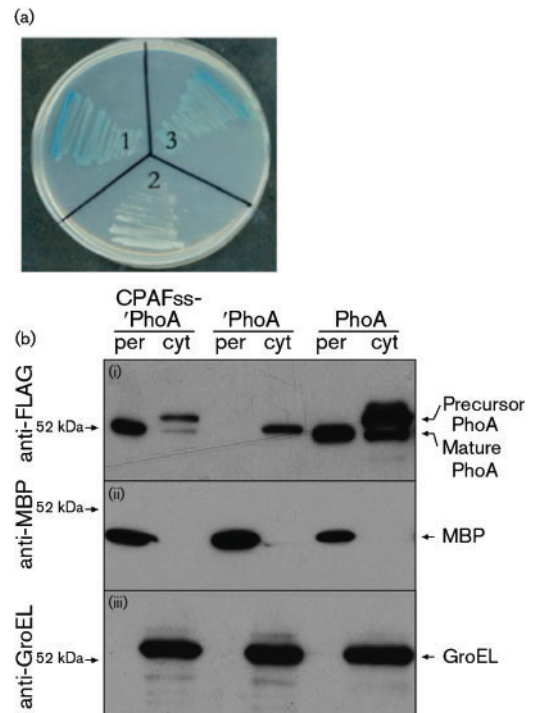 (a)
1
3
2
(b)
CPAFss-
'PhoA
'PhoA
PhoA
per cyt per cyt per cyt
anti-FLAG
(i)
52 kDa
Precursor
PhoA
Mature
PhoA
anti-MBP
(ii)
52 kDa
MBP
anti-GroEL
(iii)
52 kDa
GroEL